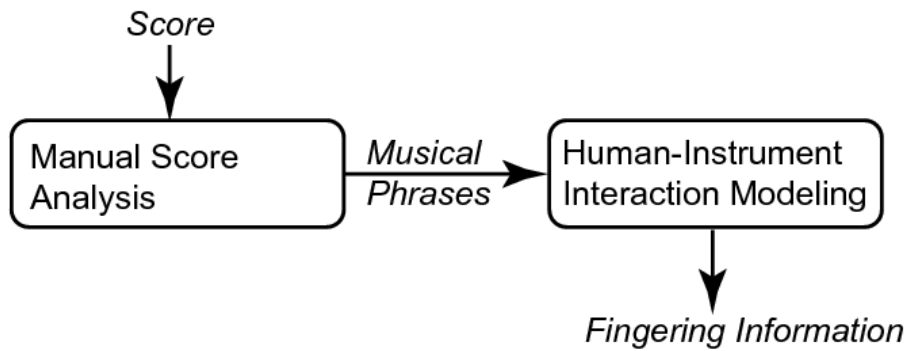 Score
Manual Score
Analysis
Musical
Phrases
Human-Instrument
Interaction Modeling
Fingering Information